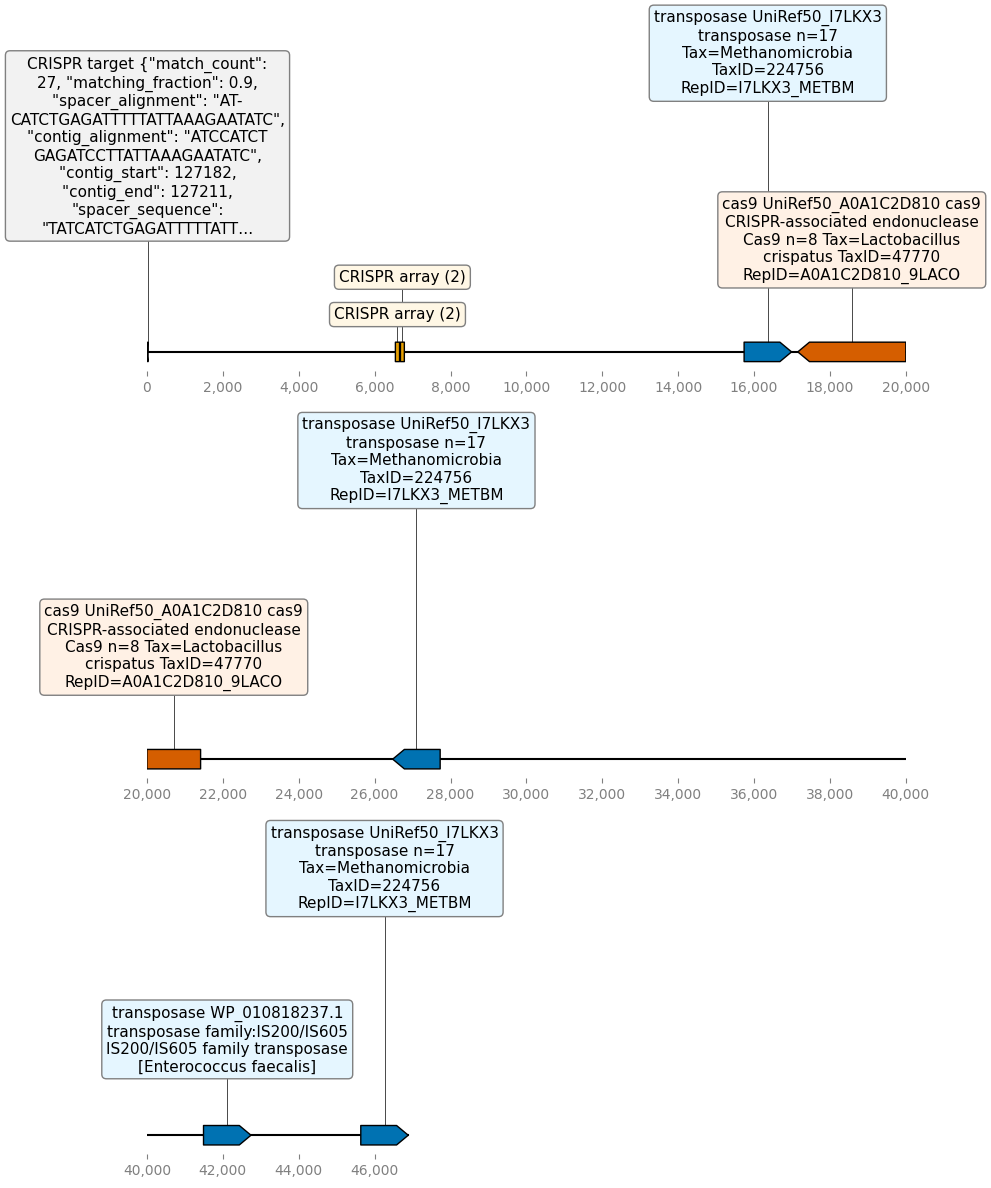 transposase UniRef50_I7LKX3
transposase n=17
Tax=Methanomicrobia
TaxID=224756
RepID=I7LKX3_METBM
CRISPR target {"match_count":
27, "matching_fraction": 0.9,
"spacer_alignment": "AT-
CATCTGAGATTTTTATTAAAGAATATC",
"contig_alignment": "ATCCATCT
GAGATCCTTATTAAAGAATATC",
"contig_start": 127182,
"contig_end": 127211,
"spacer_sequence":
"TATCATCTGAGATTTTTATT...
cas9 UniRef50_A0A1C2D810 cas9
CRISPR-associated endonuclease
Cas9 n=8 Tax=Lactobacillus
crispatus TaxID=47770
RepID=A0A1C2D810_9LACO
CRISPR array (2)
CRISPR array (2)
0 2,000 4,000 6,000 8,000 10,000 12,000 14,000 16,000 18,000 20,000
transposase UniRef50_I7LKX3
transposase n=17
Tax=Methanomicrobia
TaxID=224756
RepID=I7LKX3_METBM
cas9 UniRef50_A0A1C2D810 cas9
CRISPR-associated endonuclease
Cas9 n=8 Tax=Lactobacillus
crispatus TaxID=47770
RepID=A0A1C2D810_9LACO
20,000 22,000 24,000 26,000 28,000 30,000 32,000 34,000 36,000 38,000 40,000
transposase UniRef50_I7LKX3
transposase n=17
Tax=Methanomicrobia
TaxID=224756
RepID=I7LKX3_METBM
transposase WP_010818237.1
transposase family:IS200/IS605
IS200/IS605 family transposase
[Enterococcus faecalis]
40,000 42,000 44,000 46,000